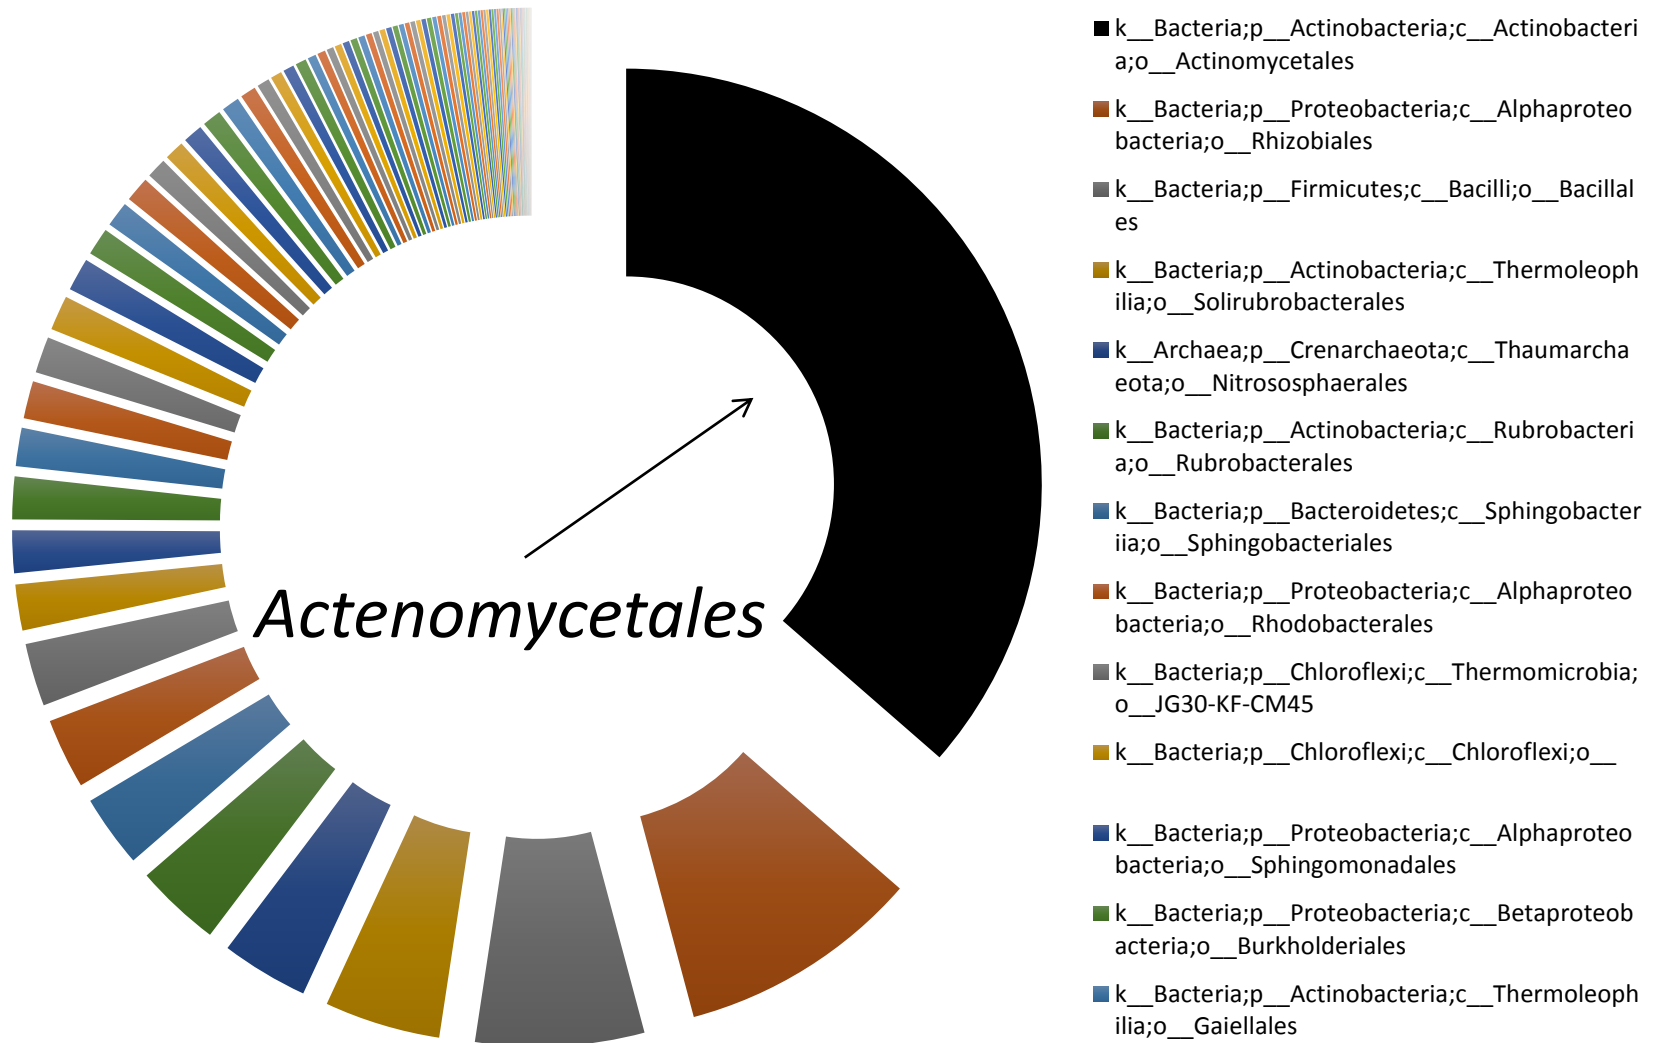 Actenomycetales
k__Bacteria;p__Actinobacteria;c__Actinobacteri
a;o__Actinomycetales
k__Bacteria;p__Proteobacteria;c__Alphaproteo
bacteria;o__Rhizobiales
k__Bacteria;p__Firmicutes;c__Bacilli;o__Bacillal
es
k__Bacteria;p__Actinobacteria;c__Thermoleoph
ilia;o__Solirubrobacterales
k__Archaea;p__Crenarchaeota;c__Thaumarcha
eota;o__Nitrososphaerales
k__Bacteria;p__Actinobacteria;c__Rubrobacteri
a;o__Rubrobacterales
k__Bacteria;p__Bacteroidetes;c__Sphingobacter
iia;o__Sphingobacteriales
k__Bacteria;p__Proteobacteria;c__Alphaproteo
bacteria;o__Rhodobacterales
k__Bacteria;p__Chloroflexi;c__Thermomicrobia;
o__JG30-KF-CM45
k__Bacteria;p__Chloroflexi;c__Chloroflexi;o__
k__Bacteria;p__Proteobacteria;c__Alphaproteo
bacteria;o__Sphingomonadales
k__Bacteria;p__Proteobacteria;c__Betaproteob
acteria;o__Burkholderiales
k__Bacteria;p__Actinobacteria;c__Thermoleoph
ilia;o__Gaiellales